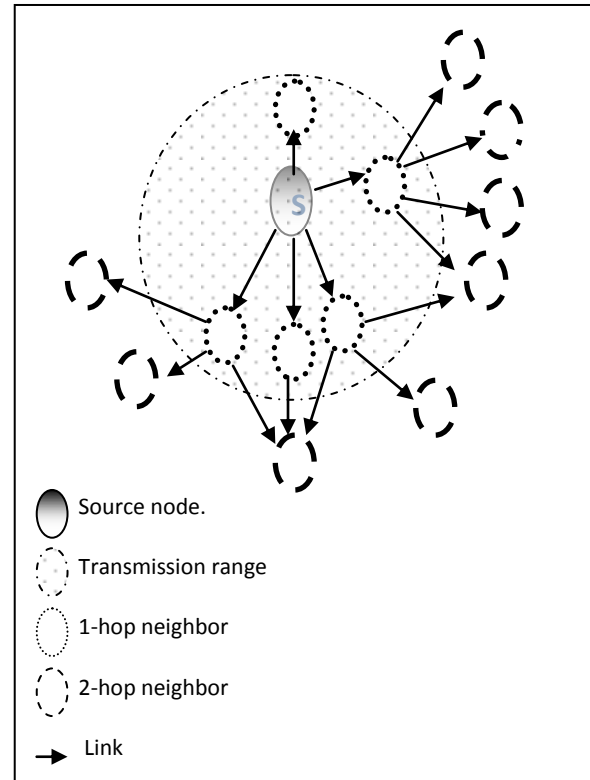 S
Source node.
Transmission range
1-hop neighbor
2-hop neighbor
Link